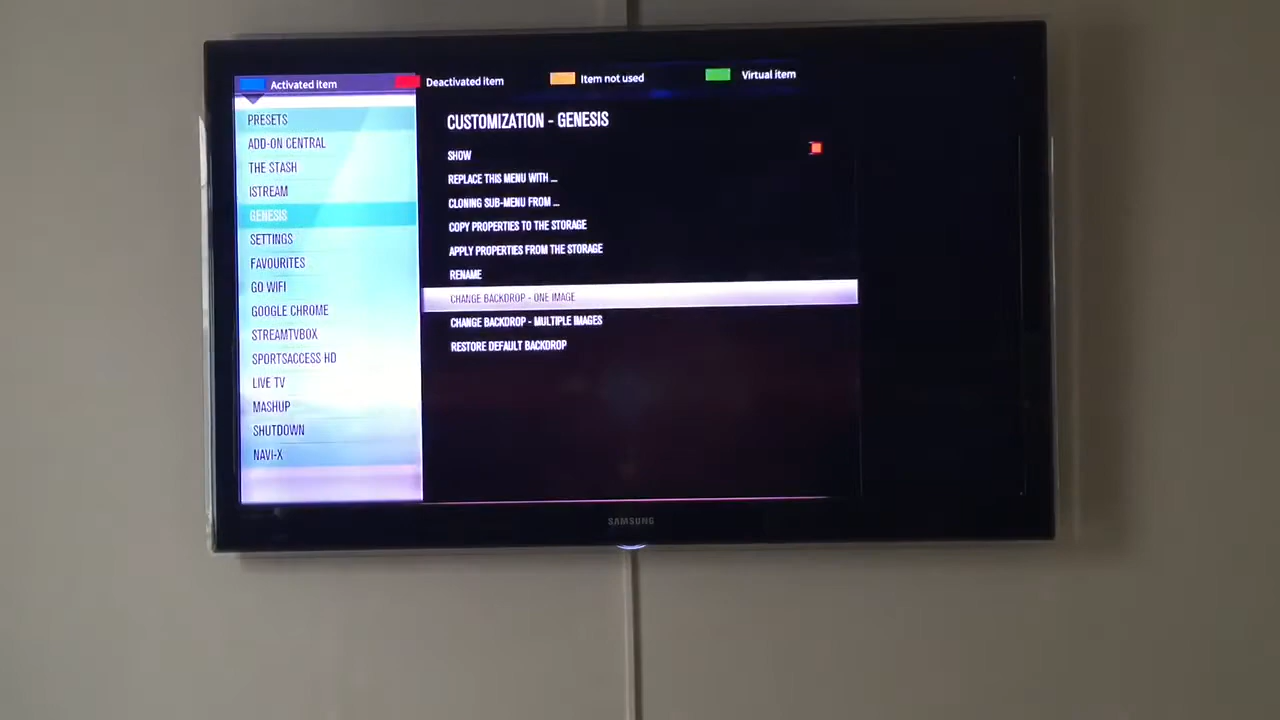 Activated item
Deactivated item
Item not used
Virtual item
PRESETS
ADD-ON CENTRAL
THE STASH
ISTREAM
GENESIS
SETTINGS
FAVOURITES
GO WIFI
GOOGLE CHROME
STREAMTVBOX
SPORTSACCESS HD
LIVE TV
MASHUP
SHUTDOWN
NAVI-X
CUSTOMIZATION - GENESIS
SHOW
REPLACE THIS MENU WITH ...
CLONING SUB-MENU FROM ...
COPY PROPERTIES TO THE STORAGE
APPLY PROPERTIES FROM THE STORAGE
RENAME
CHANGE BACKDROP - ONE IMAGE
CHANGE BACKDROP - MULTIPLE IMAGES
RESTORE DEFAULT BACKDROP
SAMSUNG